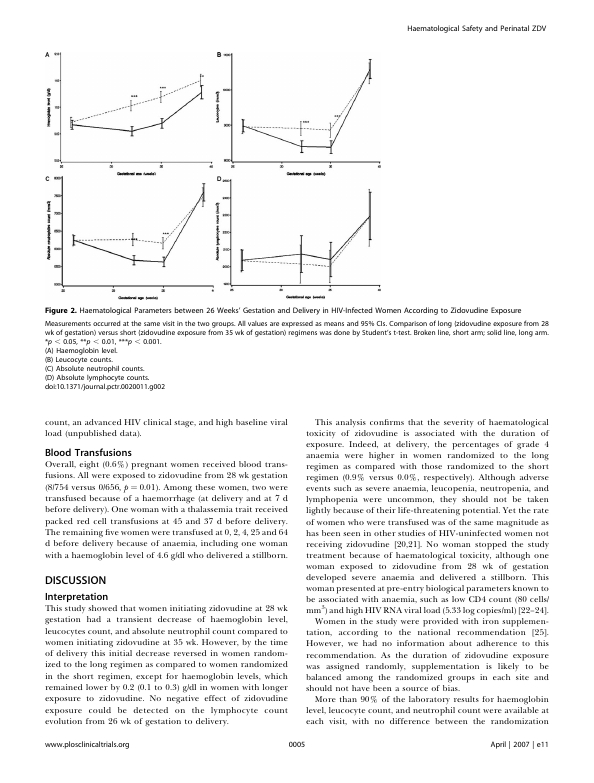 Haematological Safety and Perinatal ZDV
A
B
C
D
Haemoglobin level (g/dl)
Gestational age (weeks)
Gestational age (weeks)
Gestational age (weeks)
Gestational age (weeks)
Figure 2. Haematological Parameters between 26 Weeks' Gestation and Delivery in HIV-Infected Women According to Zidovudine Exposure
Measurements occurred at the same visit in the two groups. All values are expressed as means and 95% CIs. Comparison of long (zidovudine exposure from 28
wk of gestation) versus short (zidovudine exposure from 35 wk of gestation) regimens was done by Student's t-test. Broken line, short arm; solid line, long arm.
*p < 0.05, **p < 0.01, ***p < 0.001.
(A) Haemoglobin level.
(B) Leucocyte counts.
(C) Absolute neutrophil counts.
(D) Absolute lymphocyte counts.
doi:10.1371/journal.pctr.0020011.g002
count, an advanced HIV clinical stage, and high baseline viral
load (unpublished data).
Blood Transfusions
Overall, eight (0.6%) pregnant women received blood trans-
fusions. All were exposed to zidovudine from 28 wk gestation
(8/754 versus 0/656, p = 0.01). Among these women, two were
transfused because of a haemorrhage (at delivery and at 7 d
before delivery). One woman with a thalassemia trait received
packed red cell transfusions at 45 and 37 d before delivery.
The remaining five women were transfused at 0, 2, 4, 25 and 64
d before delivery because of anaemia, including one woman
with a haemoglobin level of 4.6 g/dl who delivered a stillborn.
DISCUSSION
Interpretation
This study showed that women initiating zidovudine at 28 wk
gestation had a transient decrease of haemoglobin level,
leucocytes count, and absolute neutrophil count compared to
women initiating zidovudine at 35 wk. However, by the time
of delivery this initial decrease reversed in women random-
ized to the long regimen as compared to women randomized
in the short regimen, except for haemoglobin levels, which
remained lower by 0.2 (0.1 to 0.3) g/dl in women with longer
exposure to zidovudine. No negative effect of zidovudine
exposure could be detected on the lymphocyte count
evolution from 26 wk of gestation to delivery.
This analysis confirms that the severity of haematological
toxicity of zidovudine is associated with the duration of
exposure. Indeed, at delivery, the percentages of grade 4
anaemia were higher in women randomized to the long
regimen as compared with those randomized to the short
regimen (0.9% versus 0.0%, respectively). Although adverse
events such as severe anaemia, leucopenia, neutropenia, and
lymphopenia were uncommon, they should not be taken
lightly because of their life-threatening potential. Yet the rate
of women who were transfused was of the same magnitude as
has been seen in other studies of HIV-uninfected women not
receiving zidovudine [20,21]. No woman stopped the study
treatment because of haematological toxicity, although one
woman exposed to zidovudine from 28 wk of gestation
developed severe anaemia and delivered a stillborn. This
woman presented at pre-entry biological parameters known to
be associated with anaemia, such as low CD4 count (80 cells/
mm3) and high HIV RNA viral load (5.33 log copies/ml) [22–24].
Women in the study were provided with iron supplemen-
tation, according to the national recommendation [25].
However, we had no information about adherence to this
recommendation. As the duration of zidovudine exposure
was assigned randomly, supplementation is likely to be
balanced among the randomized groups in each site and
should not have been a source of bias.
More than 90% of the laboratory results for haemoglobin
level, leucocyte count, and neutrophil count were available at
each visit, with no difference between the randomization
www.plosclinicaltrials.org
0005
April | 2007 | e11